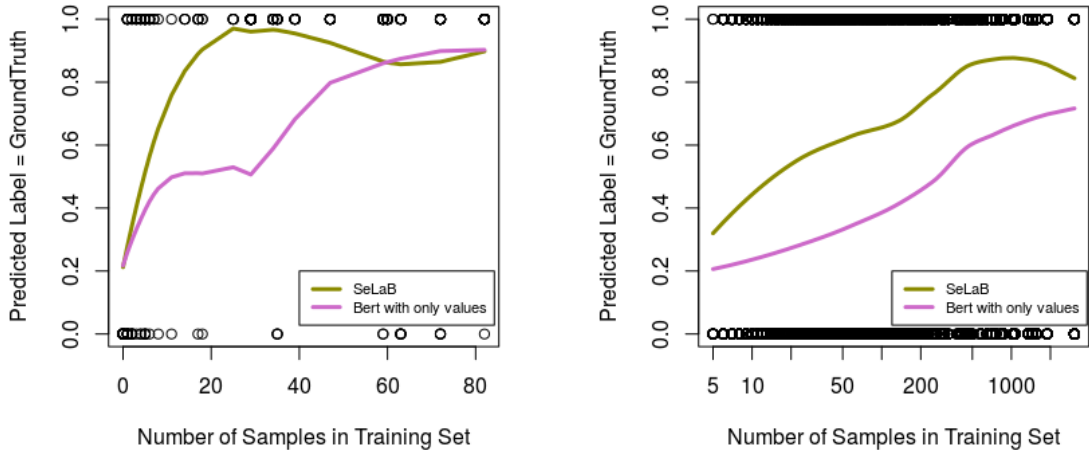 Predicted Label = GroundTruth
1.0
0.8
0.6
0.4
0.2
0.0
SeLaB
Bert with only values
0 20 40 60 80
Number of Samples in Training Set
Predicted Label = GroundTruth
1.0
0.8
0.6
0.4
0.2
0.0
SeLaB
Bert with only values
5 10 50 200 1000
Number of Samples in Training Set